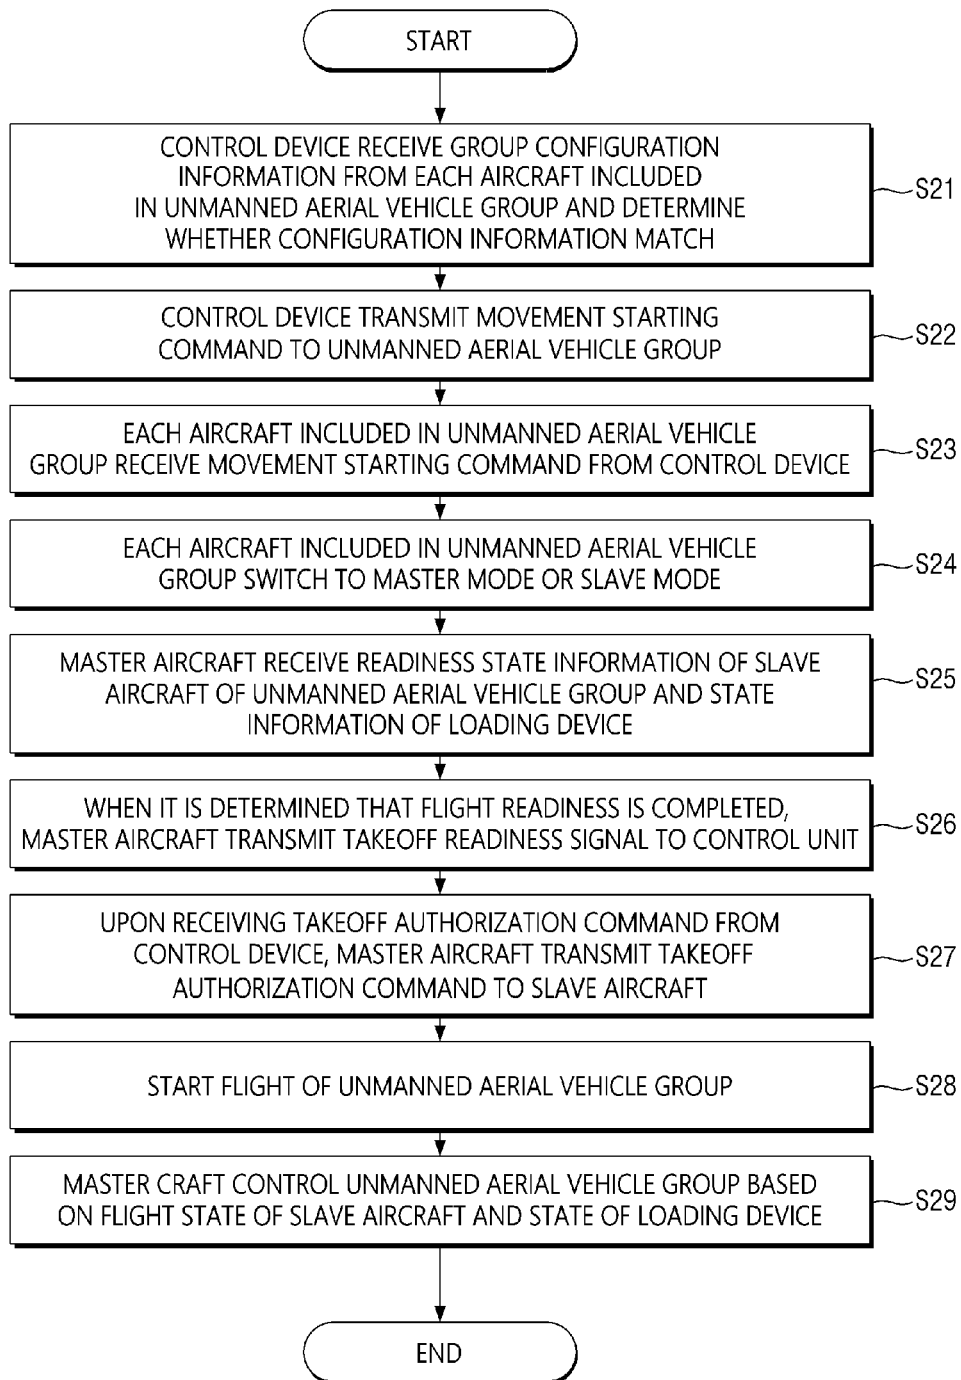 START
CONTROL DEVICE RECEIVE GROUP CONFIGURATION
INFORMATION FROM EACH AIRCRAFT INCLUDED
IN UNMANNED AERIAL VEHICLE GROUP AND DETERMINE
WHETHER CONFIGURATION INFORMATION MATCH
S21
CONTROL DEVICE TRANSMIT MOVEMENT STARTING
COMMAND TO UNMANNED AERIAL VEHICLE GROUP
S22
EACH AIRCRAFT INCLUDED IN UNMANNED AERIAL VEHICLE
GROUP RECEIVE MOVEMENT STARTING COMMAND FROM CONTROL DEVICE
S23
EACH AIRCRAFT INCLUDED IN UNMANNED AERIAL VEHICLE
GROUP SWITCH TO MASTER MODE OR SLAVE MODE
S24
MASTER AIRCRAFT RECEIVE READINESS STATE INFORMATION OF SLAVE
AIRCRAFT OF UNMANNED AERIAL VEHICLE GROUP AND STATE
INFORMATION OF LOADING DEVICE
S25
WHEN IT IS DETERMINED THAT FLIGHT READINESS IS COMPLETED,
MASTER AIRCRAFT TRANSMIT TAKEOFF READINESS SIGNAL TO CONTROL UNIT
S26
UPON RECEIVING TAKEOFF AUTHORIZATION COMMAND FROM
CONTROL DEVICE, MASTER AIRCRAFT TRANSMIT TAKEOFF
AUTHORIZATION COMMAND TO SLAVE AIRCRAFT
S27
START FLIGHT OF UNMANNED AERIAL VEHICLE GROUP
S28
MASTER CRAFT CONTROL UNMANNED AERIAL VEHICLE GROUP BASED
ON FLIGHT STATE OF SLAVE AIRCRAFT AND STATE OF LOADING DEVICE
S29
END